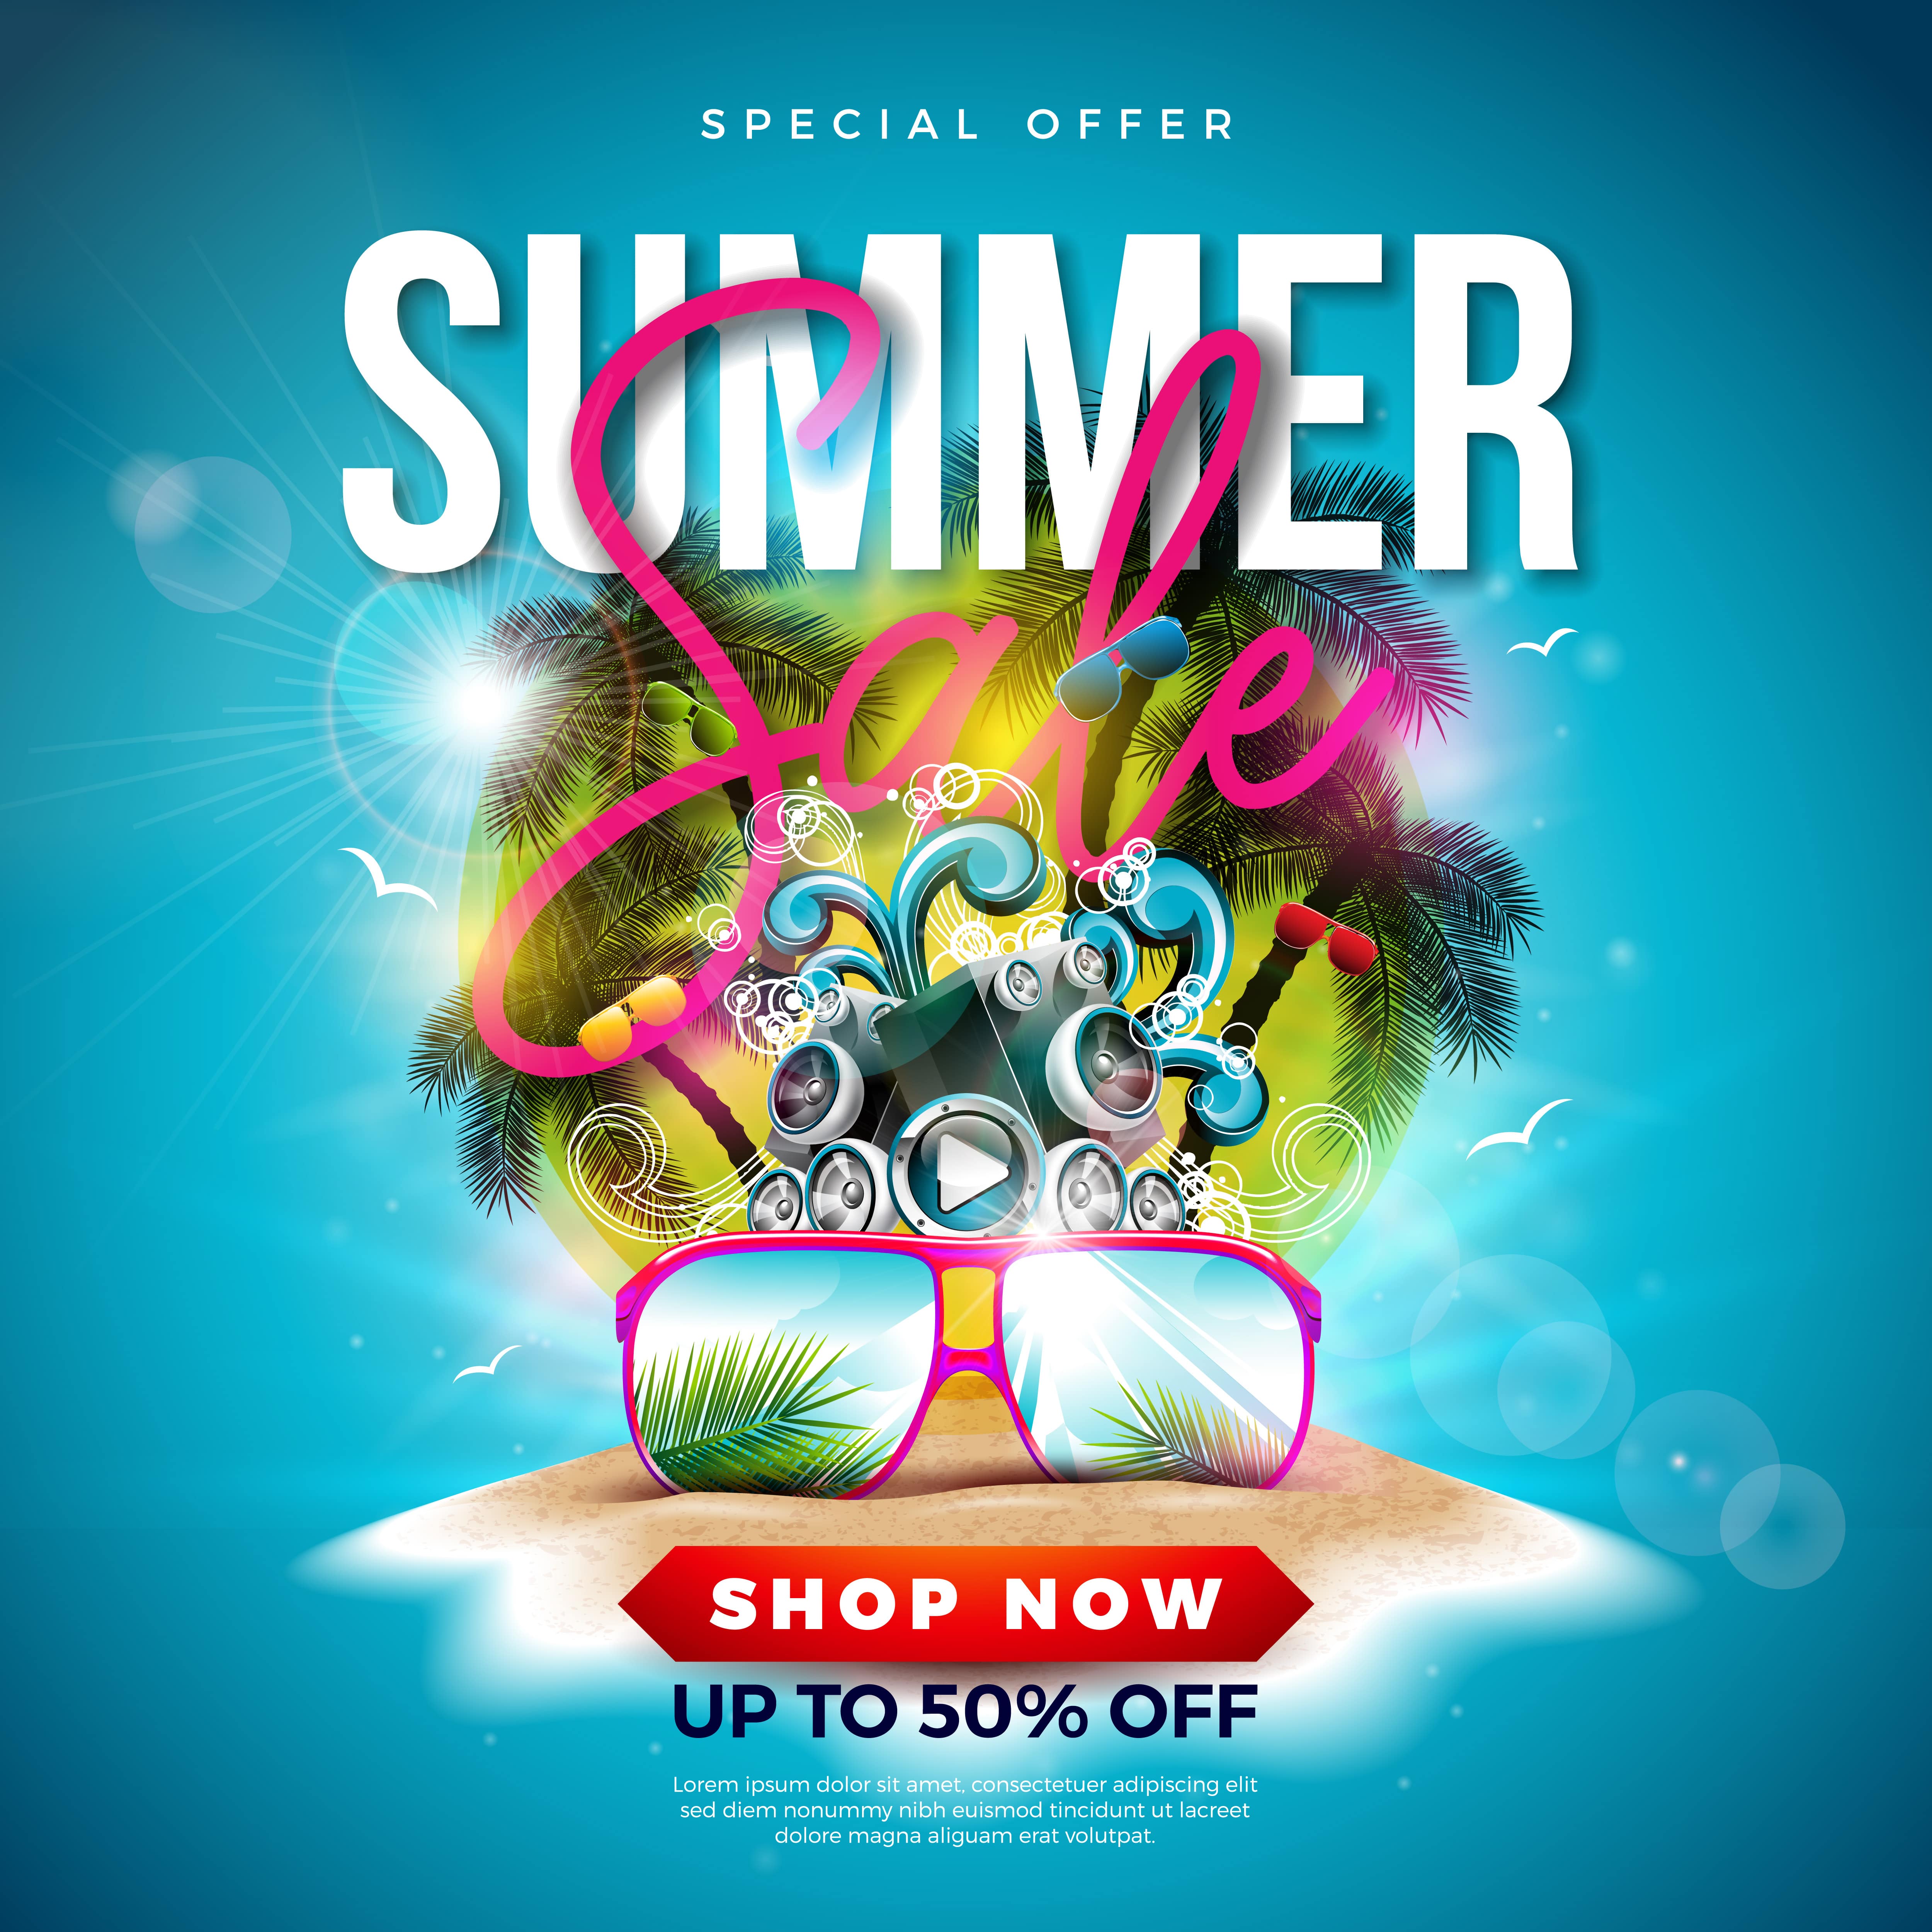 SPECIAL OFFER
SUMMER
Sale
SHOP NOW
UP TO 50% OFF
Lorem ipsum dolor sit amet, consectetuer adipiscing elit
sed diem nonummy nibh euismod tincidunt ut lacreet
dolore magna aliguam erat volutpat.